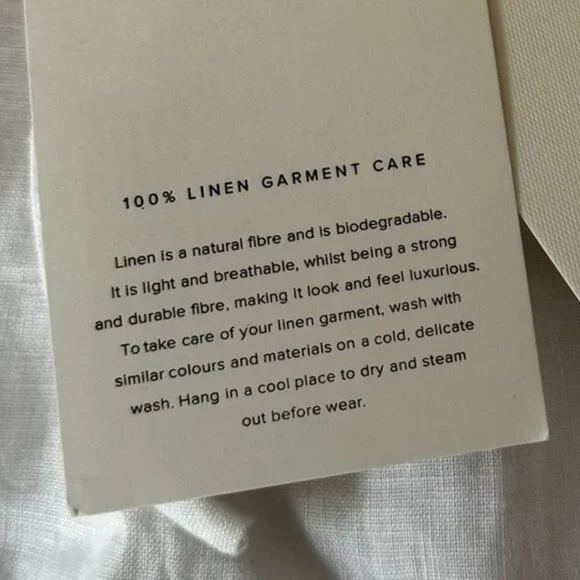 100% LINEN GARMENT CARE
Linen is a natural fibre and is biodegradable.
It is light and breathable, whilst being a strong
and durable fibre, making it look and feel luxurious.
To take care of your linen garment, wash with
similar colours and materials on a cold, delicate
wash. Hang in a cool place to dry and steam
out before wear.